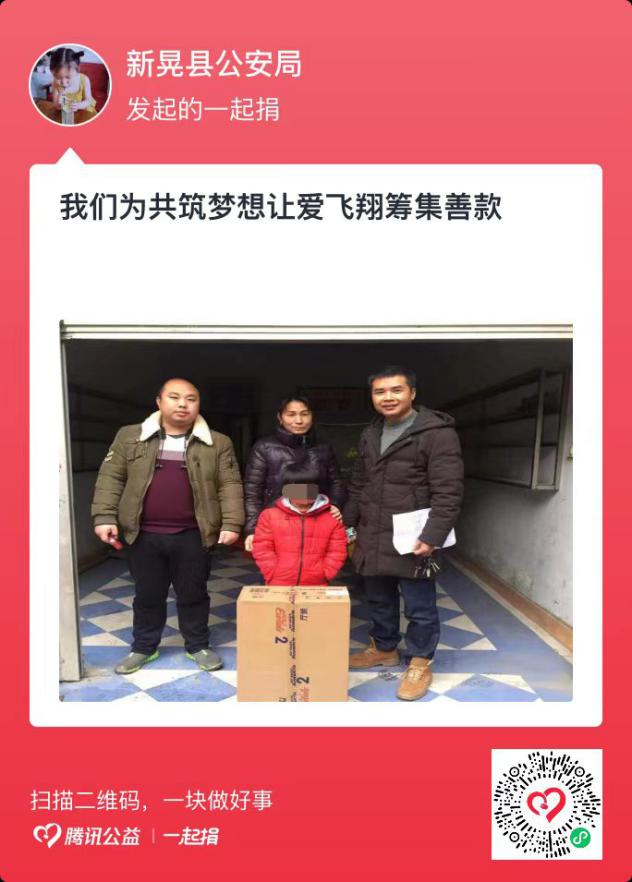 新晃县公安局
发起的一起捐
我们为共筑梦想让爱飞翔筹集善款
2
2
扫描二维码，一块做好事
腾讯公益 | 一起捐